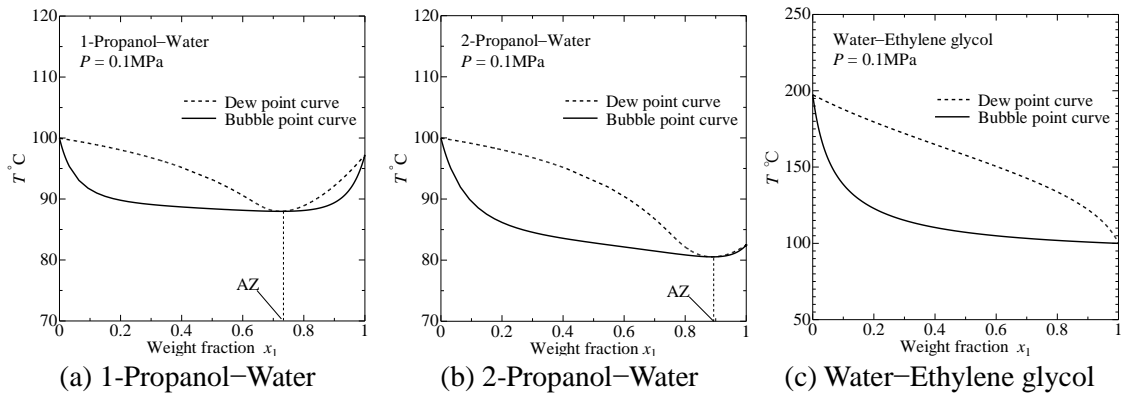 120
110
100
90
80
70
T °C
1-Propanol−Water
P = 0.1MPa
Dew point curve
Bubble point curve
AZ
0 0.2 0.4 0.6 0.8 1
Weight fraction x1
(a) 1-Propanol−Water
120
110
100
90
80
70
T °C
2-Propanol−Water
P = 0.1MPa
Dew point curve
Bubble point curve
AZ
0 0.2 0.4 0.6 0.8 1
Weight fraction x1
(b) 2-Propanol−Water
250
200
150
100
50
T °C
Water−Ethylene glycol
P = 0.1MPa
Dew point curve
Bubble point curve
0 0.2 0.4 0.6 0.8 1
Weight fraction x1
(c) Water−Ethylene glycol